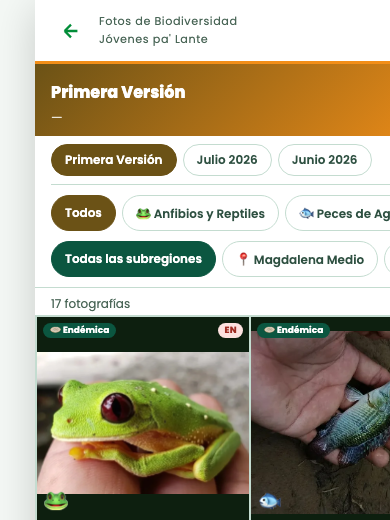 Fotos de Biodiversidad
Jóvenes pa' Lante
Primera Versión
—
Primera Versión Julio 2026 Junio 2026
Todos Anfibios y Reptiles Peces de Ag
Todas las subregiones Magdalena Medio
17 fotografías
Endémica EN Endémica